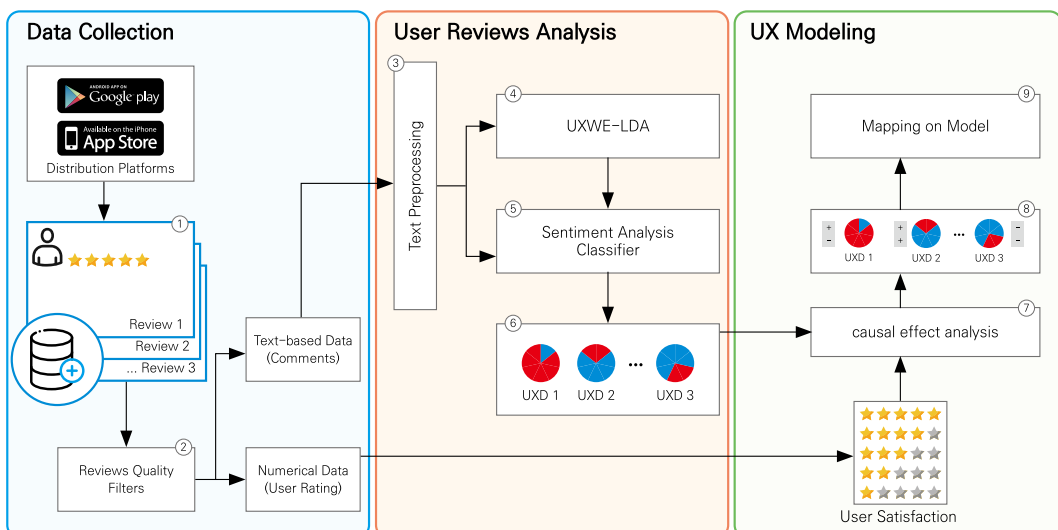 Data Collection
ANDROID APP ON
Google play
Available on the iPhone
App Store
Distribution Platforms
1
Review 1
Review 2
... Review 3
2
Reviews Quality
Filters
Text-based Data
(Comments)
Numerical Data
(User Rating)
User Reviews Analysis
3
Text Preprocessing
4
UXWE-LDA
5
Sentiment Analysis
Classifier
6
...
UXD 1 UXD 2 UXD 3
UX Modeling
9
Mapping on Model
8
+
-
+
+
...
-
-
UXD 1 UXD 2 UXD 3
7
causal effect analysis
User Satisfaction